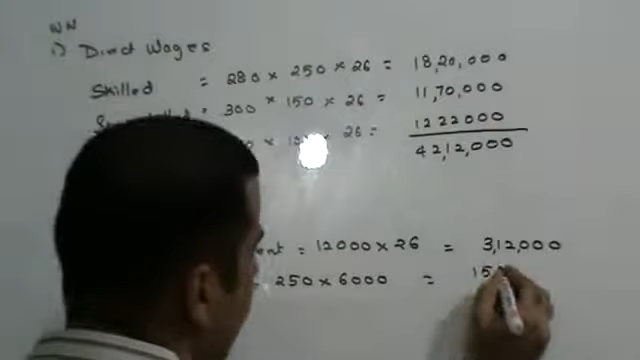 WN
i) Direct Wages
Skilled = 280 × 250 × 26 = 18,20,000
= 300 × 150 × 26 = 11,70,000
× 26 = 1222000
42,12,000
= 12000 × 26 = 3,12,000
= 250 × 6000 = 15